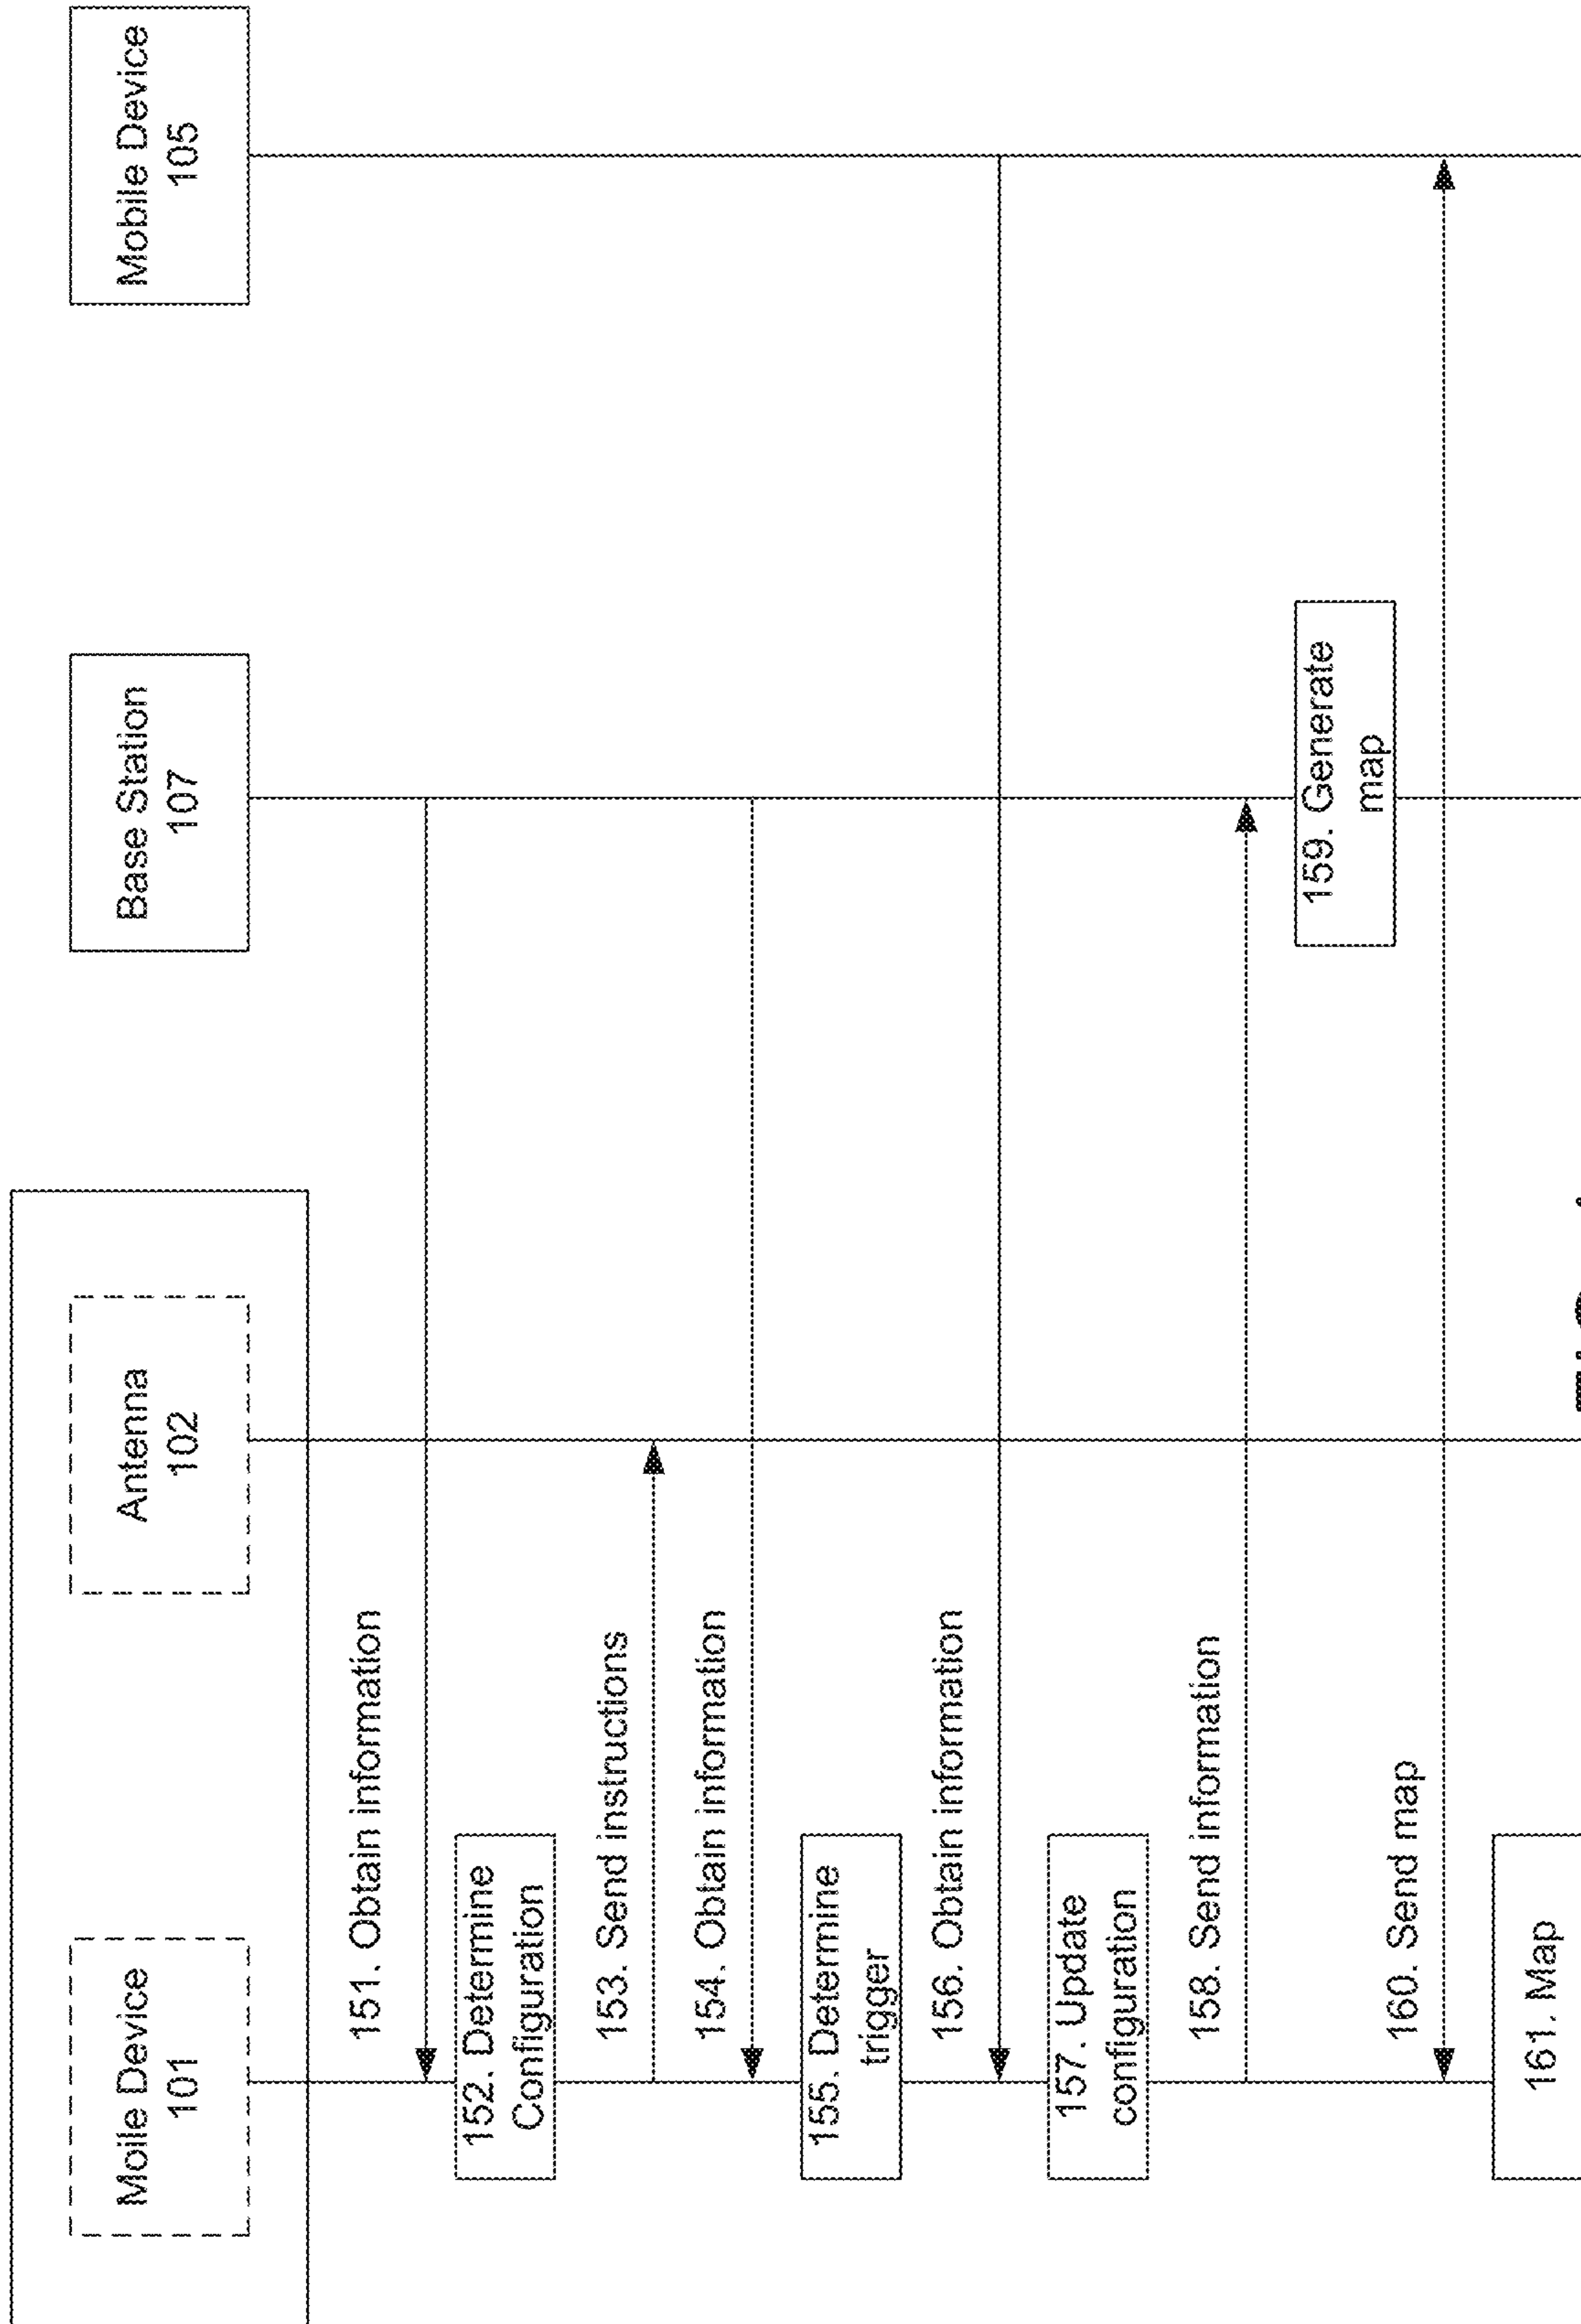 Moile Device
101
Antenna
102
Base Station
107
Mobile Device
105
151. Obtain information
152. Determine
Configuration
153. Send instructions
154. Obtain information
155. Determine
trigger
156. Obtain information
157. Update
configuration
158. Send information
159. Generate
map
160. Send map
161. Map